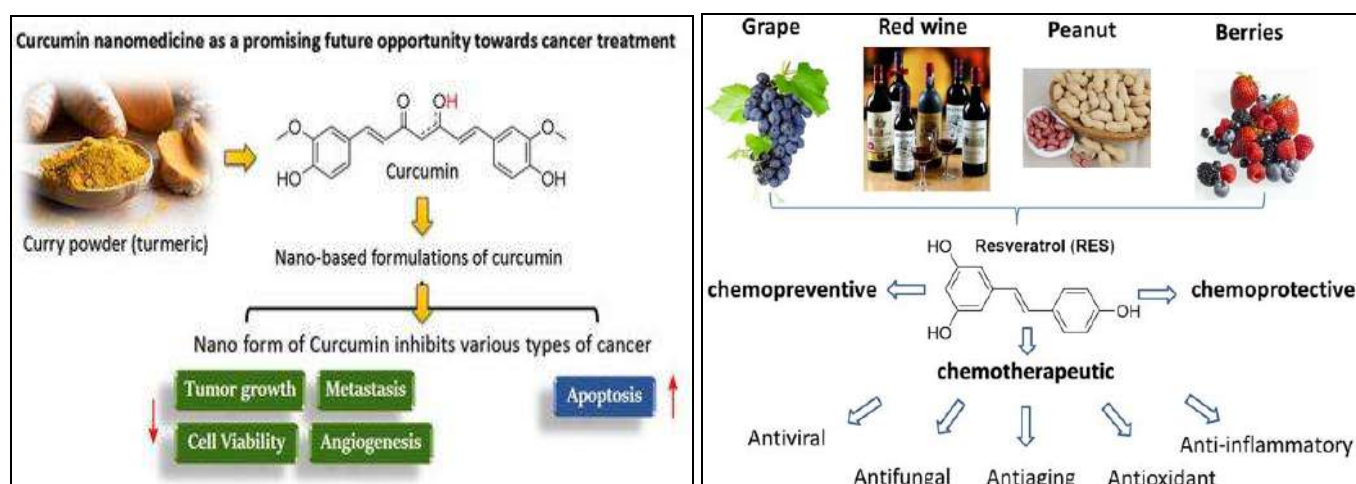 Curcumin nanomedicine as a promising future opportunity towards cancer treatment
O
OH
O
O
HO
OH
Curcumin
Curry powder (turmeric)
Nano-based formulations of curcumin
Nano form of Curcumin inhibits various types of cancer
Tumor growth
Metastasis
Apoptosis
Cell Viability
Angiogenesis
Grape
Red wine
Peanut
Berries
Resveratrol (RES)
HO
HO
OH
chemopreventive
chemoprotective
chemotherapeutic
Antiviral
Antifungal
Antiaging
Antioxidant
Anti-inflammatory